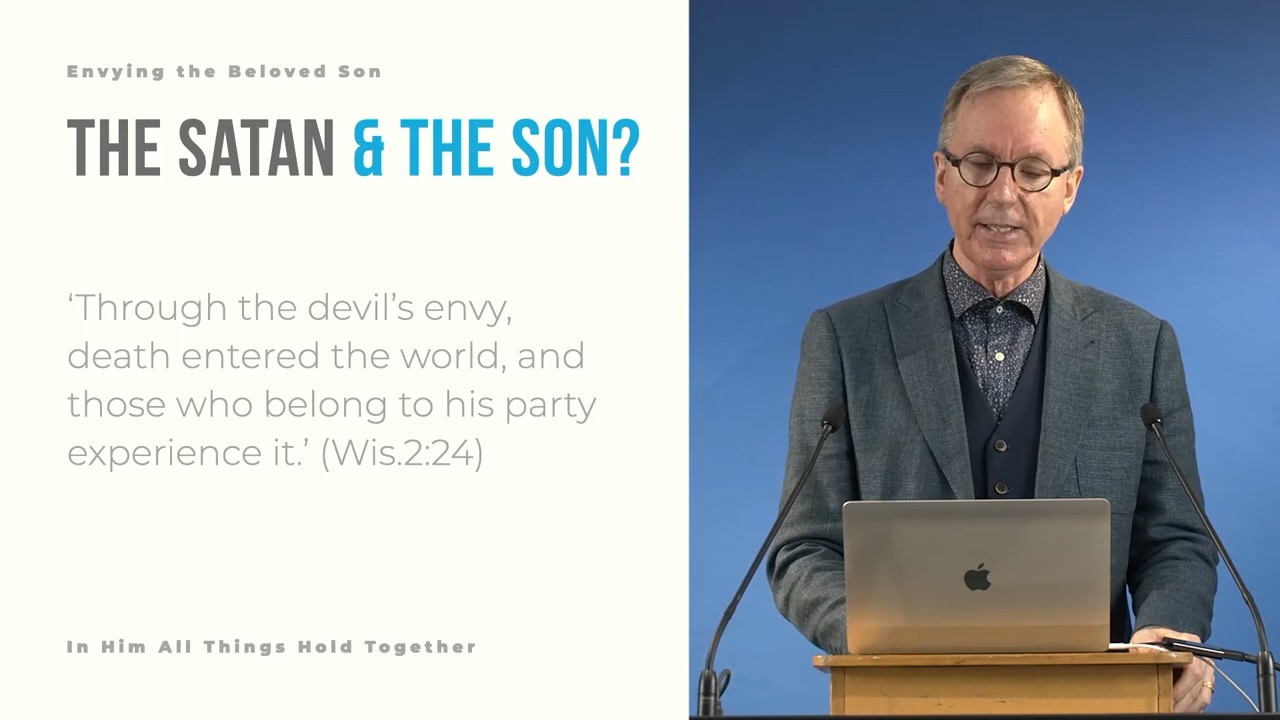 Envying the Beloved Son
THE SATAN & THE SON?
‘Through the devil’s envy,
death entered the world, and
those who belong to his party
experience it.’ (Wis.2:24)
In Him All Things Hold Together